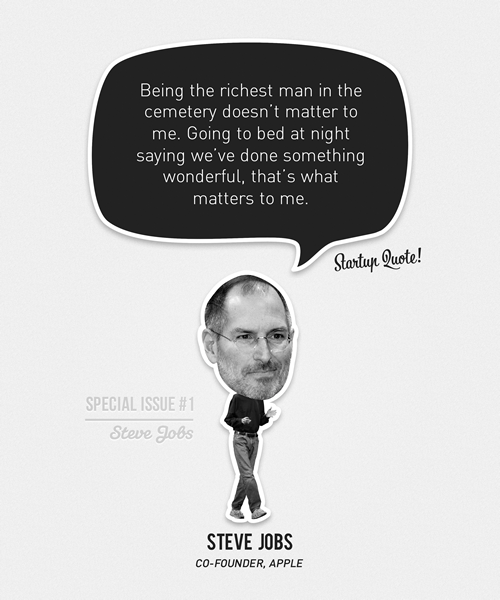 Being the richest man in the
cemetery doesn't matter to
me. Going to bed at night
saying we've done something
wonderful, that's what
matters to me.
Startup Quote!
SPECIAL ISSUE #1
Steve Jobs
STEVE JOBS
CO-FOUNDER, APPLE